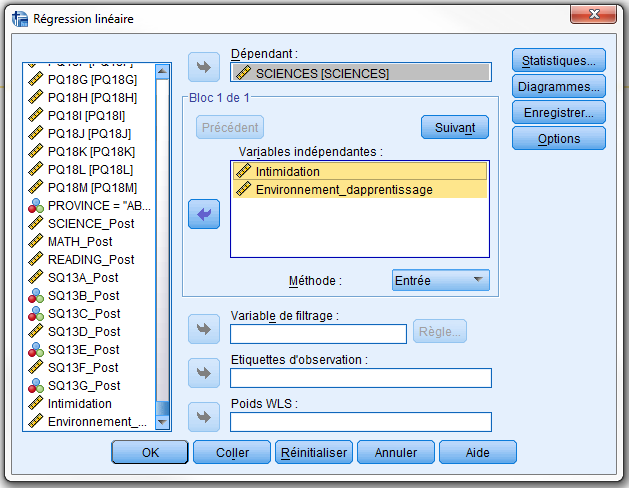 Régression linéaire
PQ18G [PQ18G]
PQ18H [PQ18H]
PQ18I [PQ18I]
PQ18J [PQ18J]
PQ18K [PQ18K]
PQ18L [PQ18L]
PQ18M [PQ18M]
PROVINCE = "AB...
SCIENCE_Post
MATH_Post
READING_Post
SQ13A_Post
SQ13B_Post
SQ13C_Post
SQ13D_Post
SQ13E_Post
SQ13F_Post
SQ13G_Post
Intimidation
Environnement_...
Dépendant :
SCIENCES [SCIENCES]
Bloc 1 de 1
Précédent
Suivant
Variables indépendantes :
Intimidation
Environnement_dapprentissage
Méthode :
Entrée
Variable de filtrage :
Règle...
Etiquettes d'observation :
Poids WLS :
Statistiques...
Diagrammes...
Enregistrer...
Options
OK
Coller
Réinitialiser
Annuler
Aide